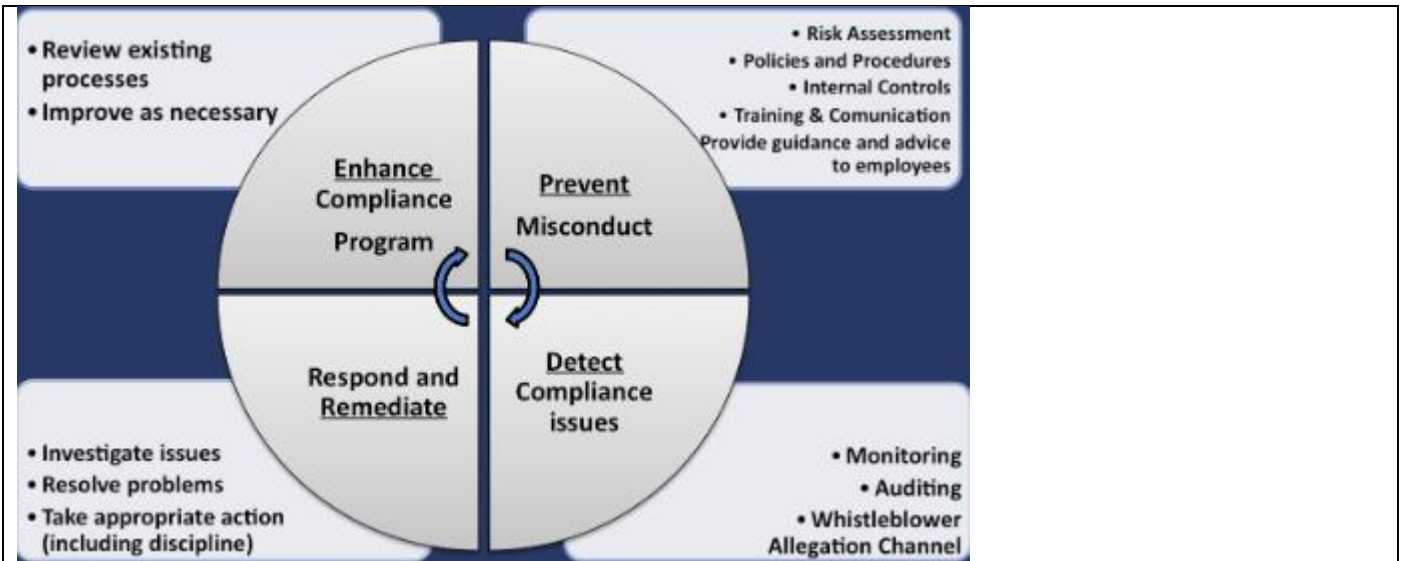 • Review existing
processes
• Improve as necessary
• Risk Assessment
• Policies and Procedures
• Internal Controls
• Training & Comunication
Provide guidance and advice
to employees
Enhance
Compliance
Program
Prevent
Misconduct
Respond and
Remediate
Detect
Compliance
issues
• Investigate issues
• Resolve problems
• Take appropriate action
(including discipline)
• Monitoring
• Auditing
• Whistleblower
Allegation Channel